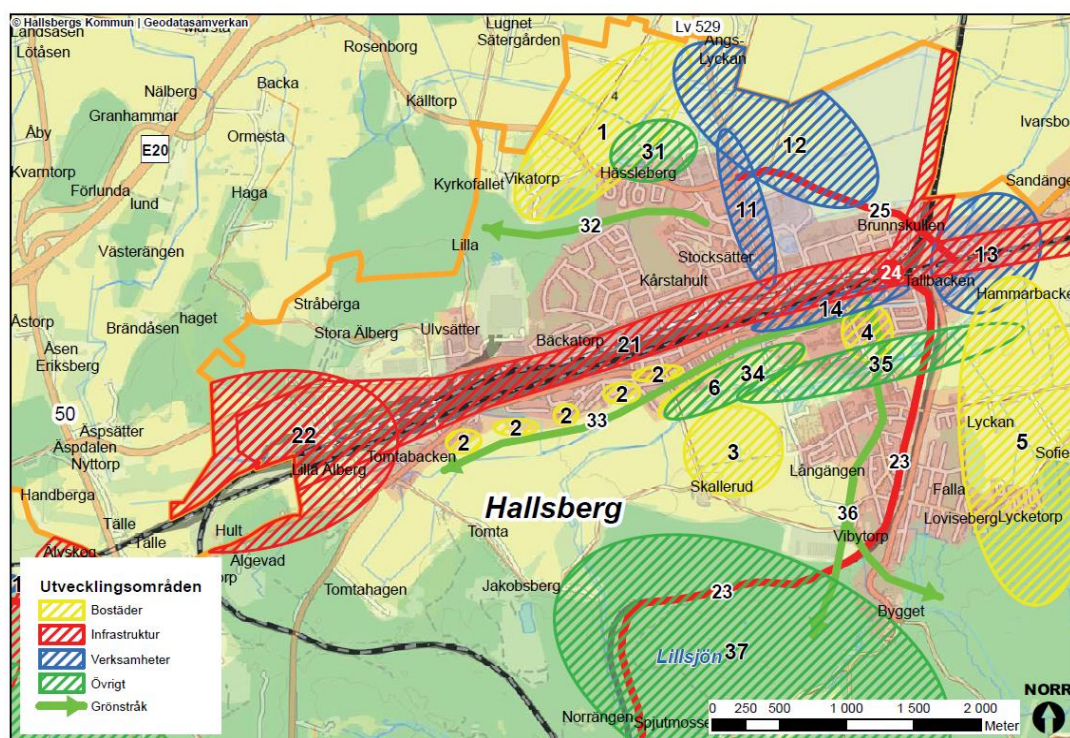 © Hallsbergs Kommun | Geodatasamverkan
Landsåsen
Lötåsen
Lugnet
Sätergården
Lv 529
Ängs-
Lyckan
Rosenborg
Backa
Nälberg
Granhammar
Källtorp
Åby
E20
Ormesta
Kvarntorp
Förlunda
lund
Haga
Kyrkofallet
Vikatorp
Hässleberg
Ivarsbo
Sandänge
4
1
31
12
11
25
Brunnskullen
Västerängen
Lilla
32
Stocksätter
13
24
Tallbacken
Kårstahult
Hammarbacke
haget
Stråberga
Åstorp
Brändåsen
Stora Älberg
Ulvsätter
Bäckatorp
21
14
4
Åsen
Eriksberg
2
2
2
2
2
6
34
35
50
Äspsätter
Äspdalen
Nyttorp
22
33
Lilla Älberg
Tomtabacken
3
Lyckan
5
Sofie
Långängen
23
Handberga
Skallerud
Falla
Hallsberg
Lycketorp
Loviseberg
36
Vibytorp
Tälle
Tälle
Hult
Tomta
Älvskog
Älgevad
Tomtahagen
Jakobsberg
23
Bygget
Lillsjön
37
Norrängen
Spjutmosse
Utvecklingsområden
Bostäder
Infrastruktur
Verksamheter
Övrigt
Grönstråk
NORR
0 250 500 1 000 1 500 2 000
Meter